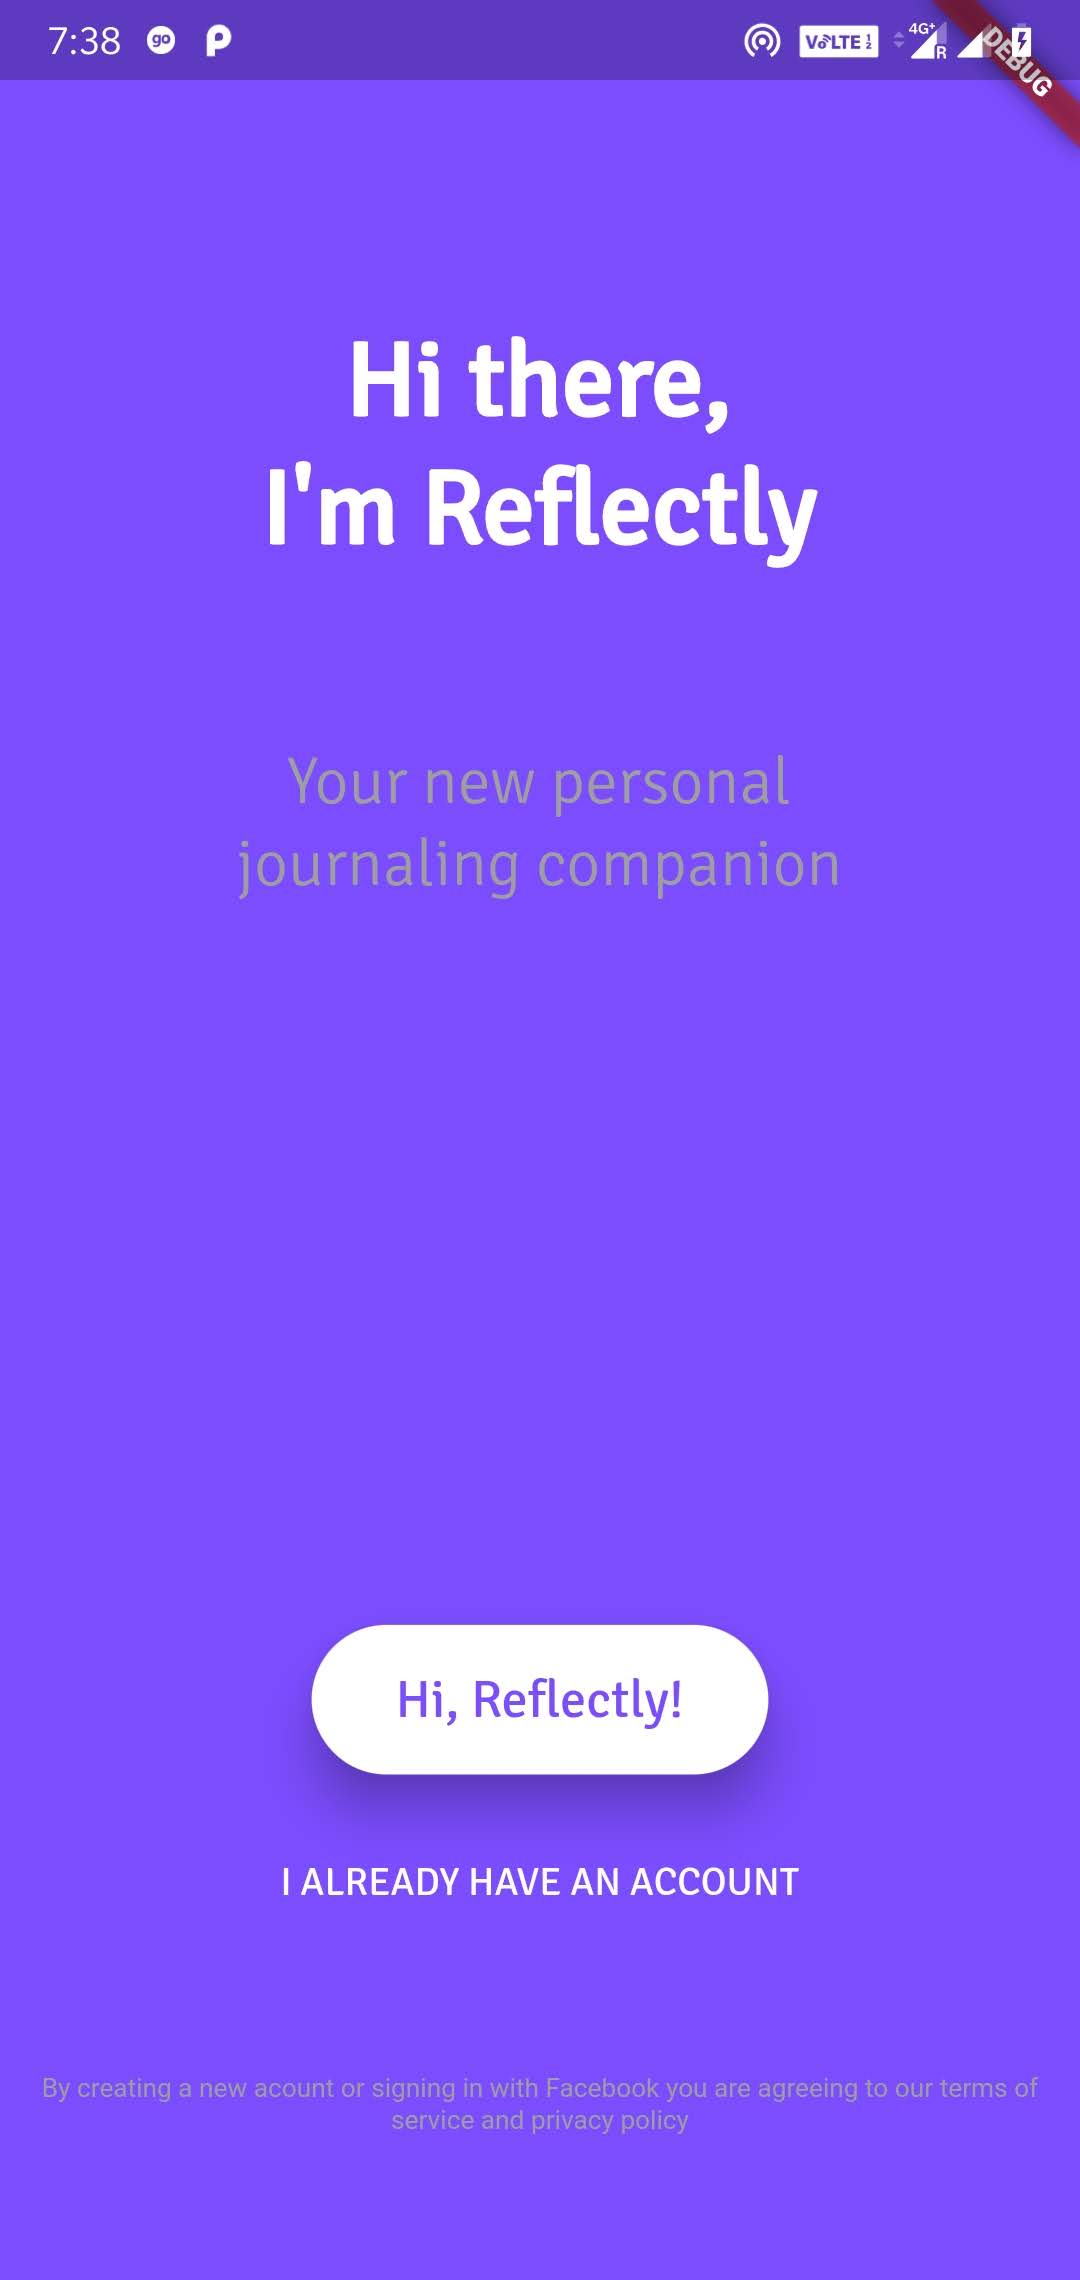 7:38 go VoLTE 1 2 4G+ R
DEBUG
Hi there,
I'm Reflectly
Your new personal
journaling companion
Hi, Reflectly!
I ALREADY HAVE AN ACCOUNT
By creating a new acount or signing in with Facebook you are agreeing to our terms of
service and privacy policy